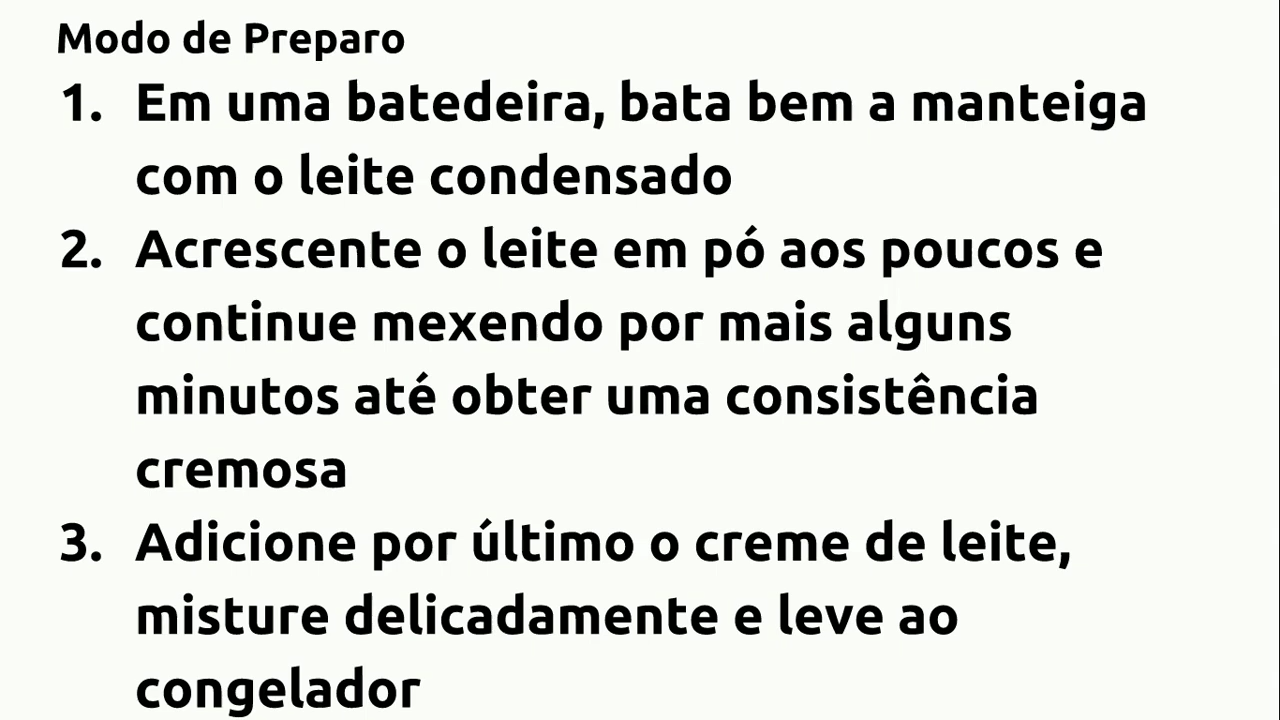 Modo de Preparo
1. Em uma batedeira, bata bem a manteiga
com o leite condensado
2. Acrescente o leite em pó aos poucos e
continue mexendo por mais alguns
minutos até obter uma consistência
cremosa
3. Adicione por último o creme de leite,
misture delicadamente e leve ao
congelador